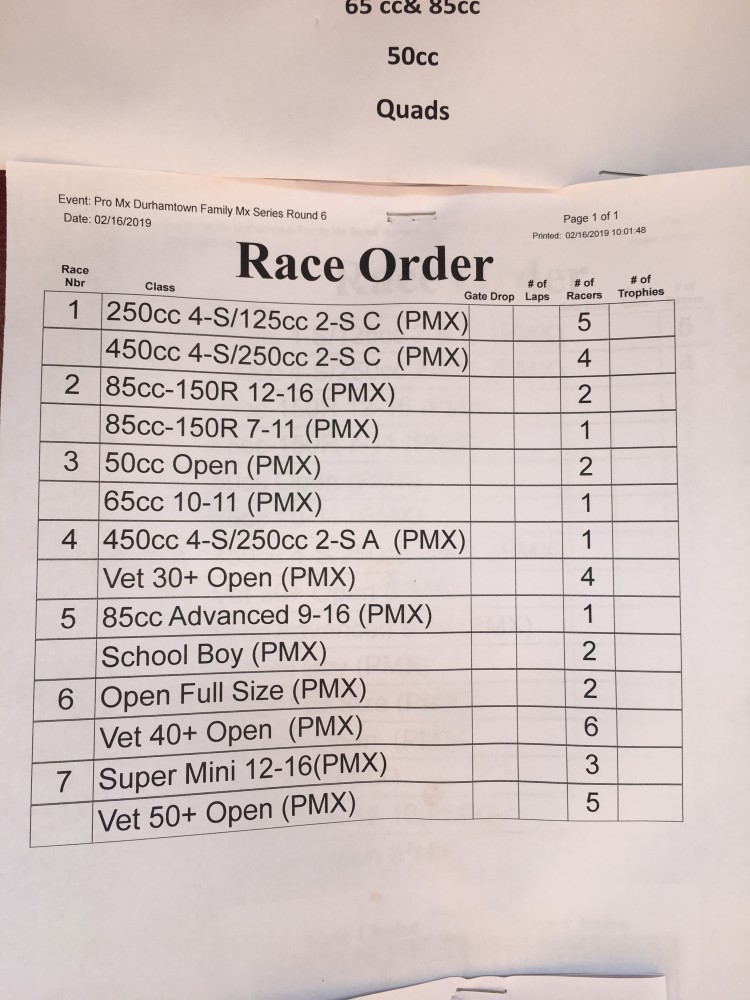 65 cc& 85cc
50cc
Quads
Event: Pro Mx Durhamtown Family Mx Series Round 6
Date: 02/16/2019
Page 1 of 1
Printed: 02/16/2019 10:01:48
Race Order
Race Nbr Class Gate Drop # of Laps # of Racers # of Trophies
1 250cc 4-S/125cc 2-S C (PMX) 5
450cc 4-S/250cc 2-S C (PMX) 4
2 85cc-150R 12-16 (PMX) 2
85cc-150R 7-11 (PMX) 1
3 50cc Open (PMX) 2
65cc 10-11 (PMX) 1
4 450cc 4-S/250cc 2-S A (PMX) 1
Vet 30+ Open (PMX) 4
5 85cc Advanced 9-16 (PMX) 1
School Boy (PMX) 2
6 Open Full Size (PMX) 2
Vet 40+ Open (PMX) 6
7 Super Mini 12-16(PMX) 3
Vet 50+ Open (PMX) 5